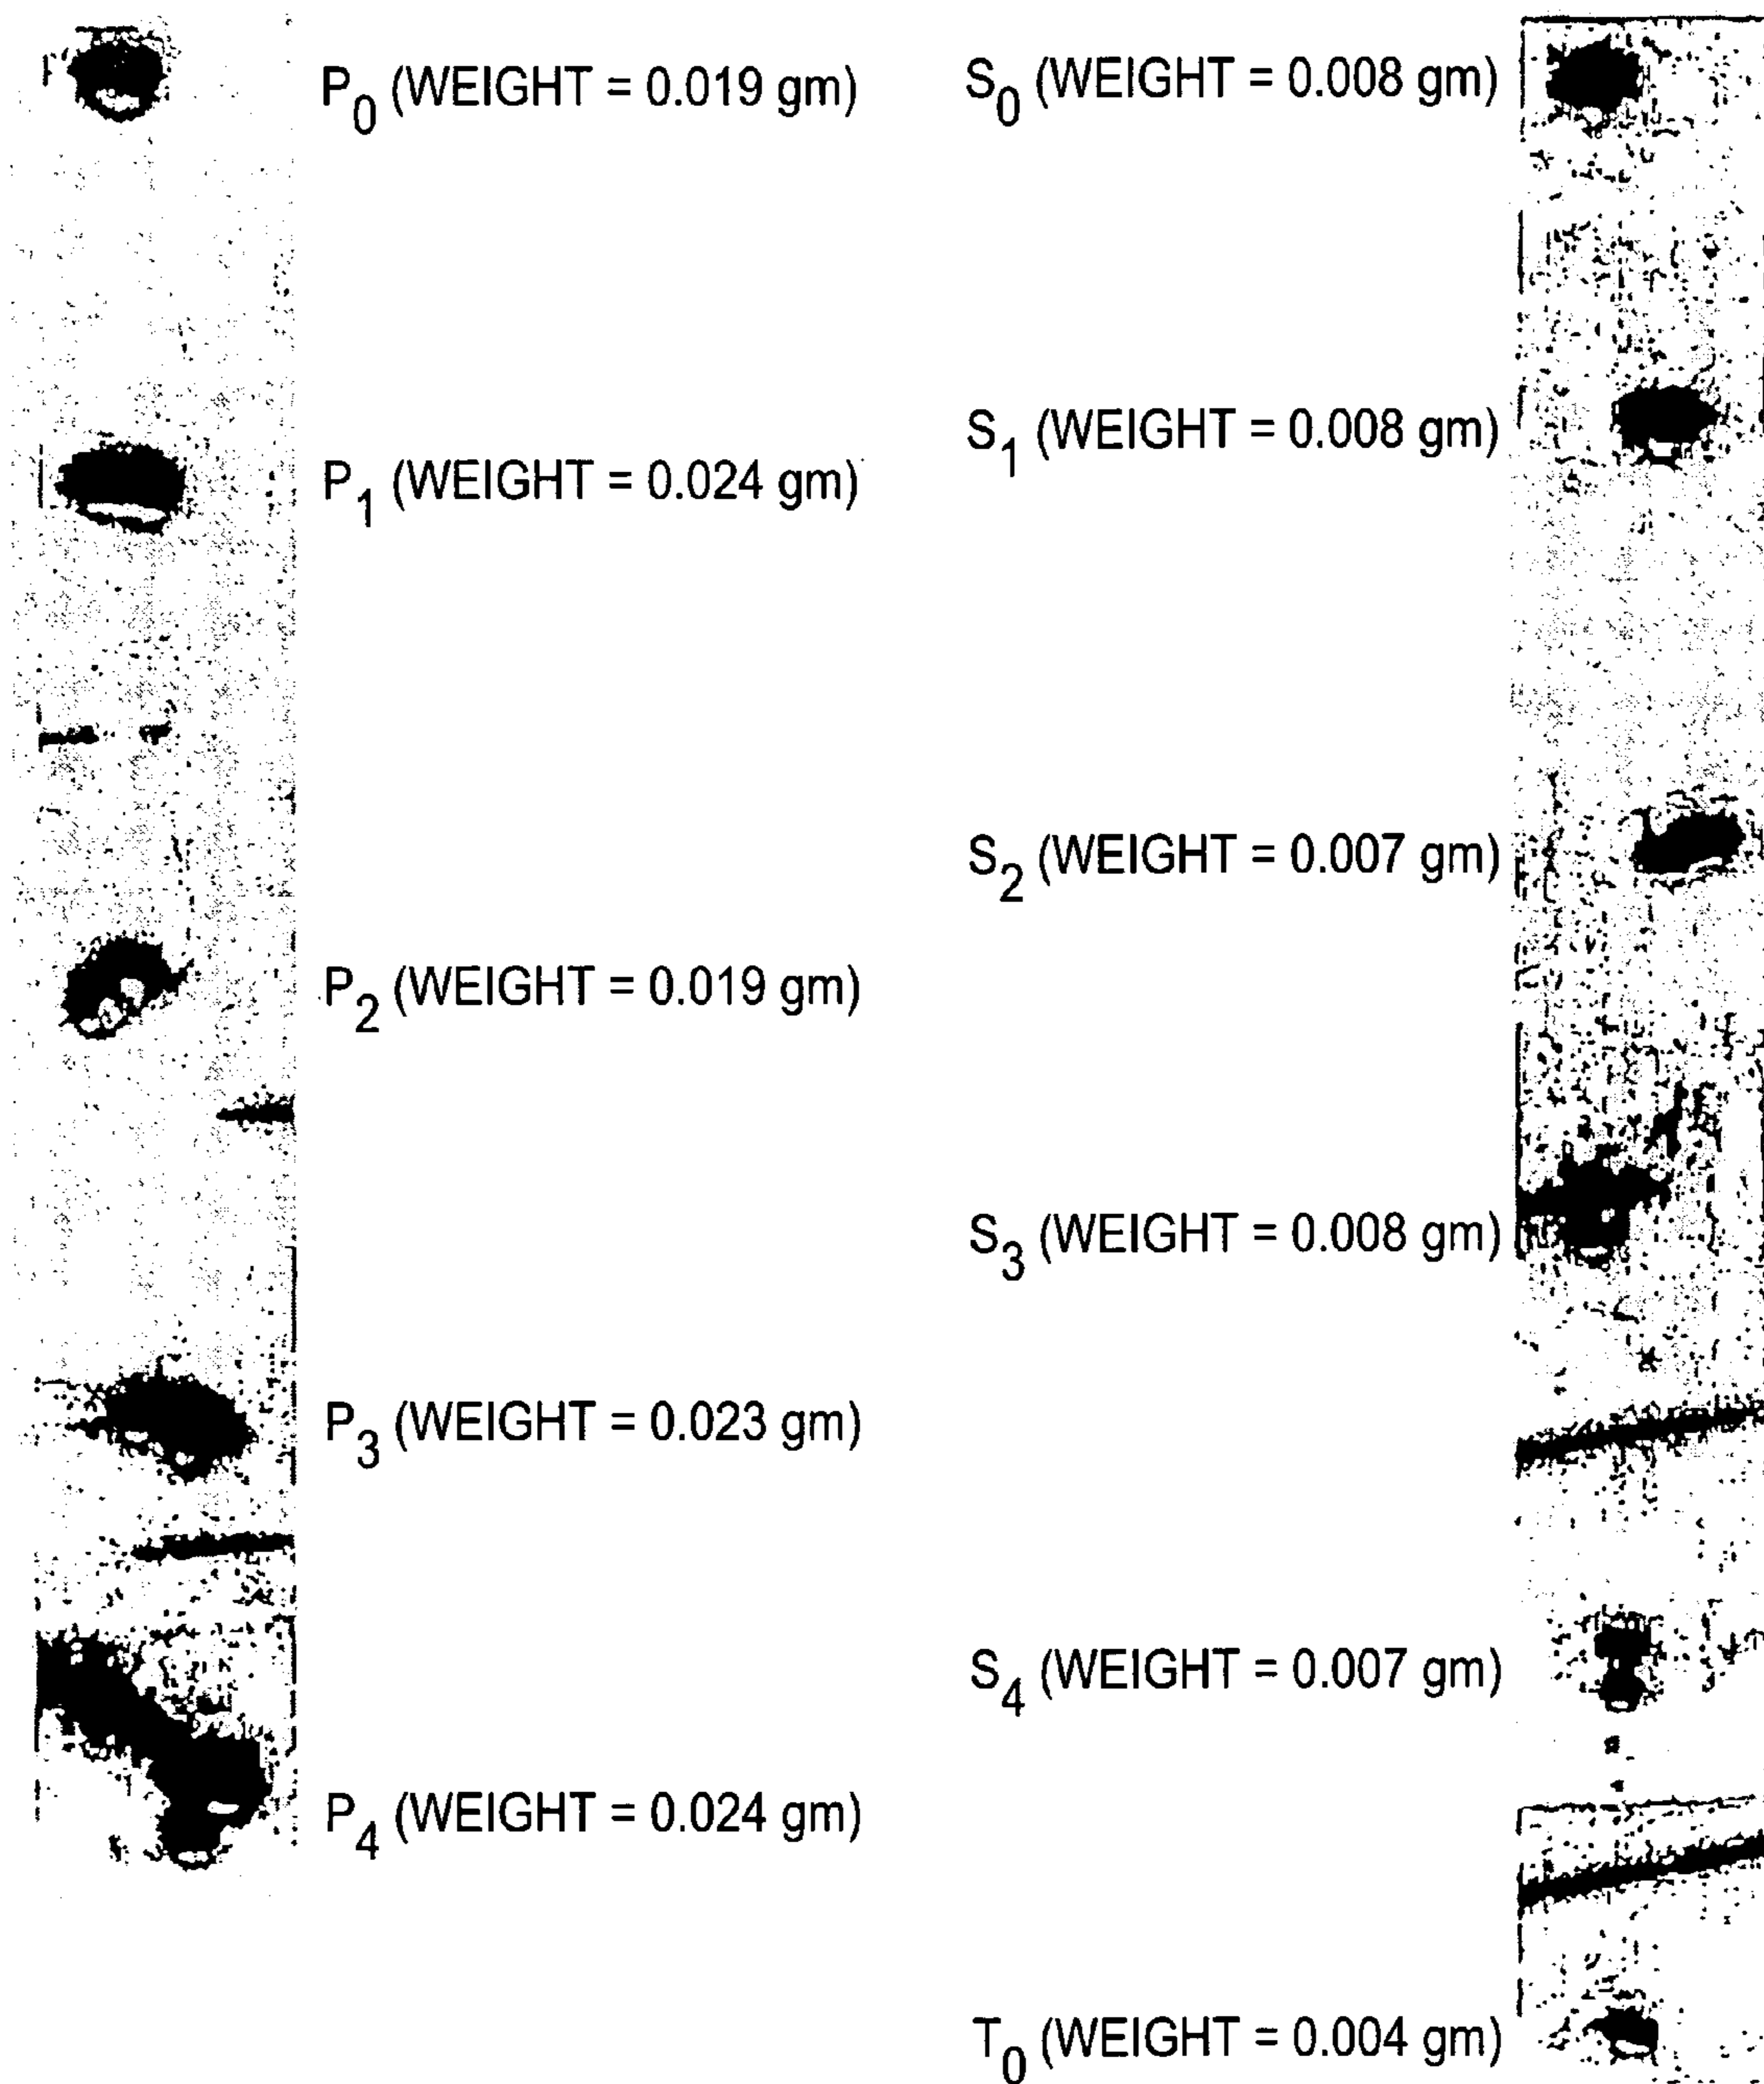 P₀ (WEIGHT = 0.019 gm)
P₁ (WEIGHT = 0.024 gm)
P₂ (WEIGHT = 0.019 gm)
P₃ (WEIGHT = 0.023 gm)
P₄ (WEIGHT = 0.024 gm)
S₀ (WEIGHT = 0.008 gm)
S₁ (WEIGHT = 0.008 gm)
S₂ (WEIGHT = 0.007 gm)
S₃ (WEIGHT = 0.008 gm)
S₄ (WEIGHT = 0.007 gm)
T₀ (WEIGHT = 0.004 gm)